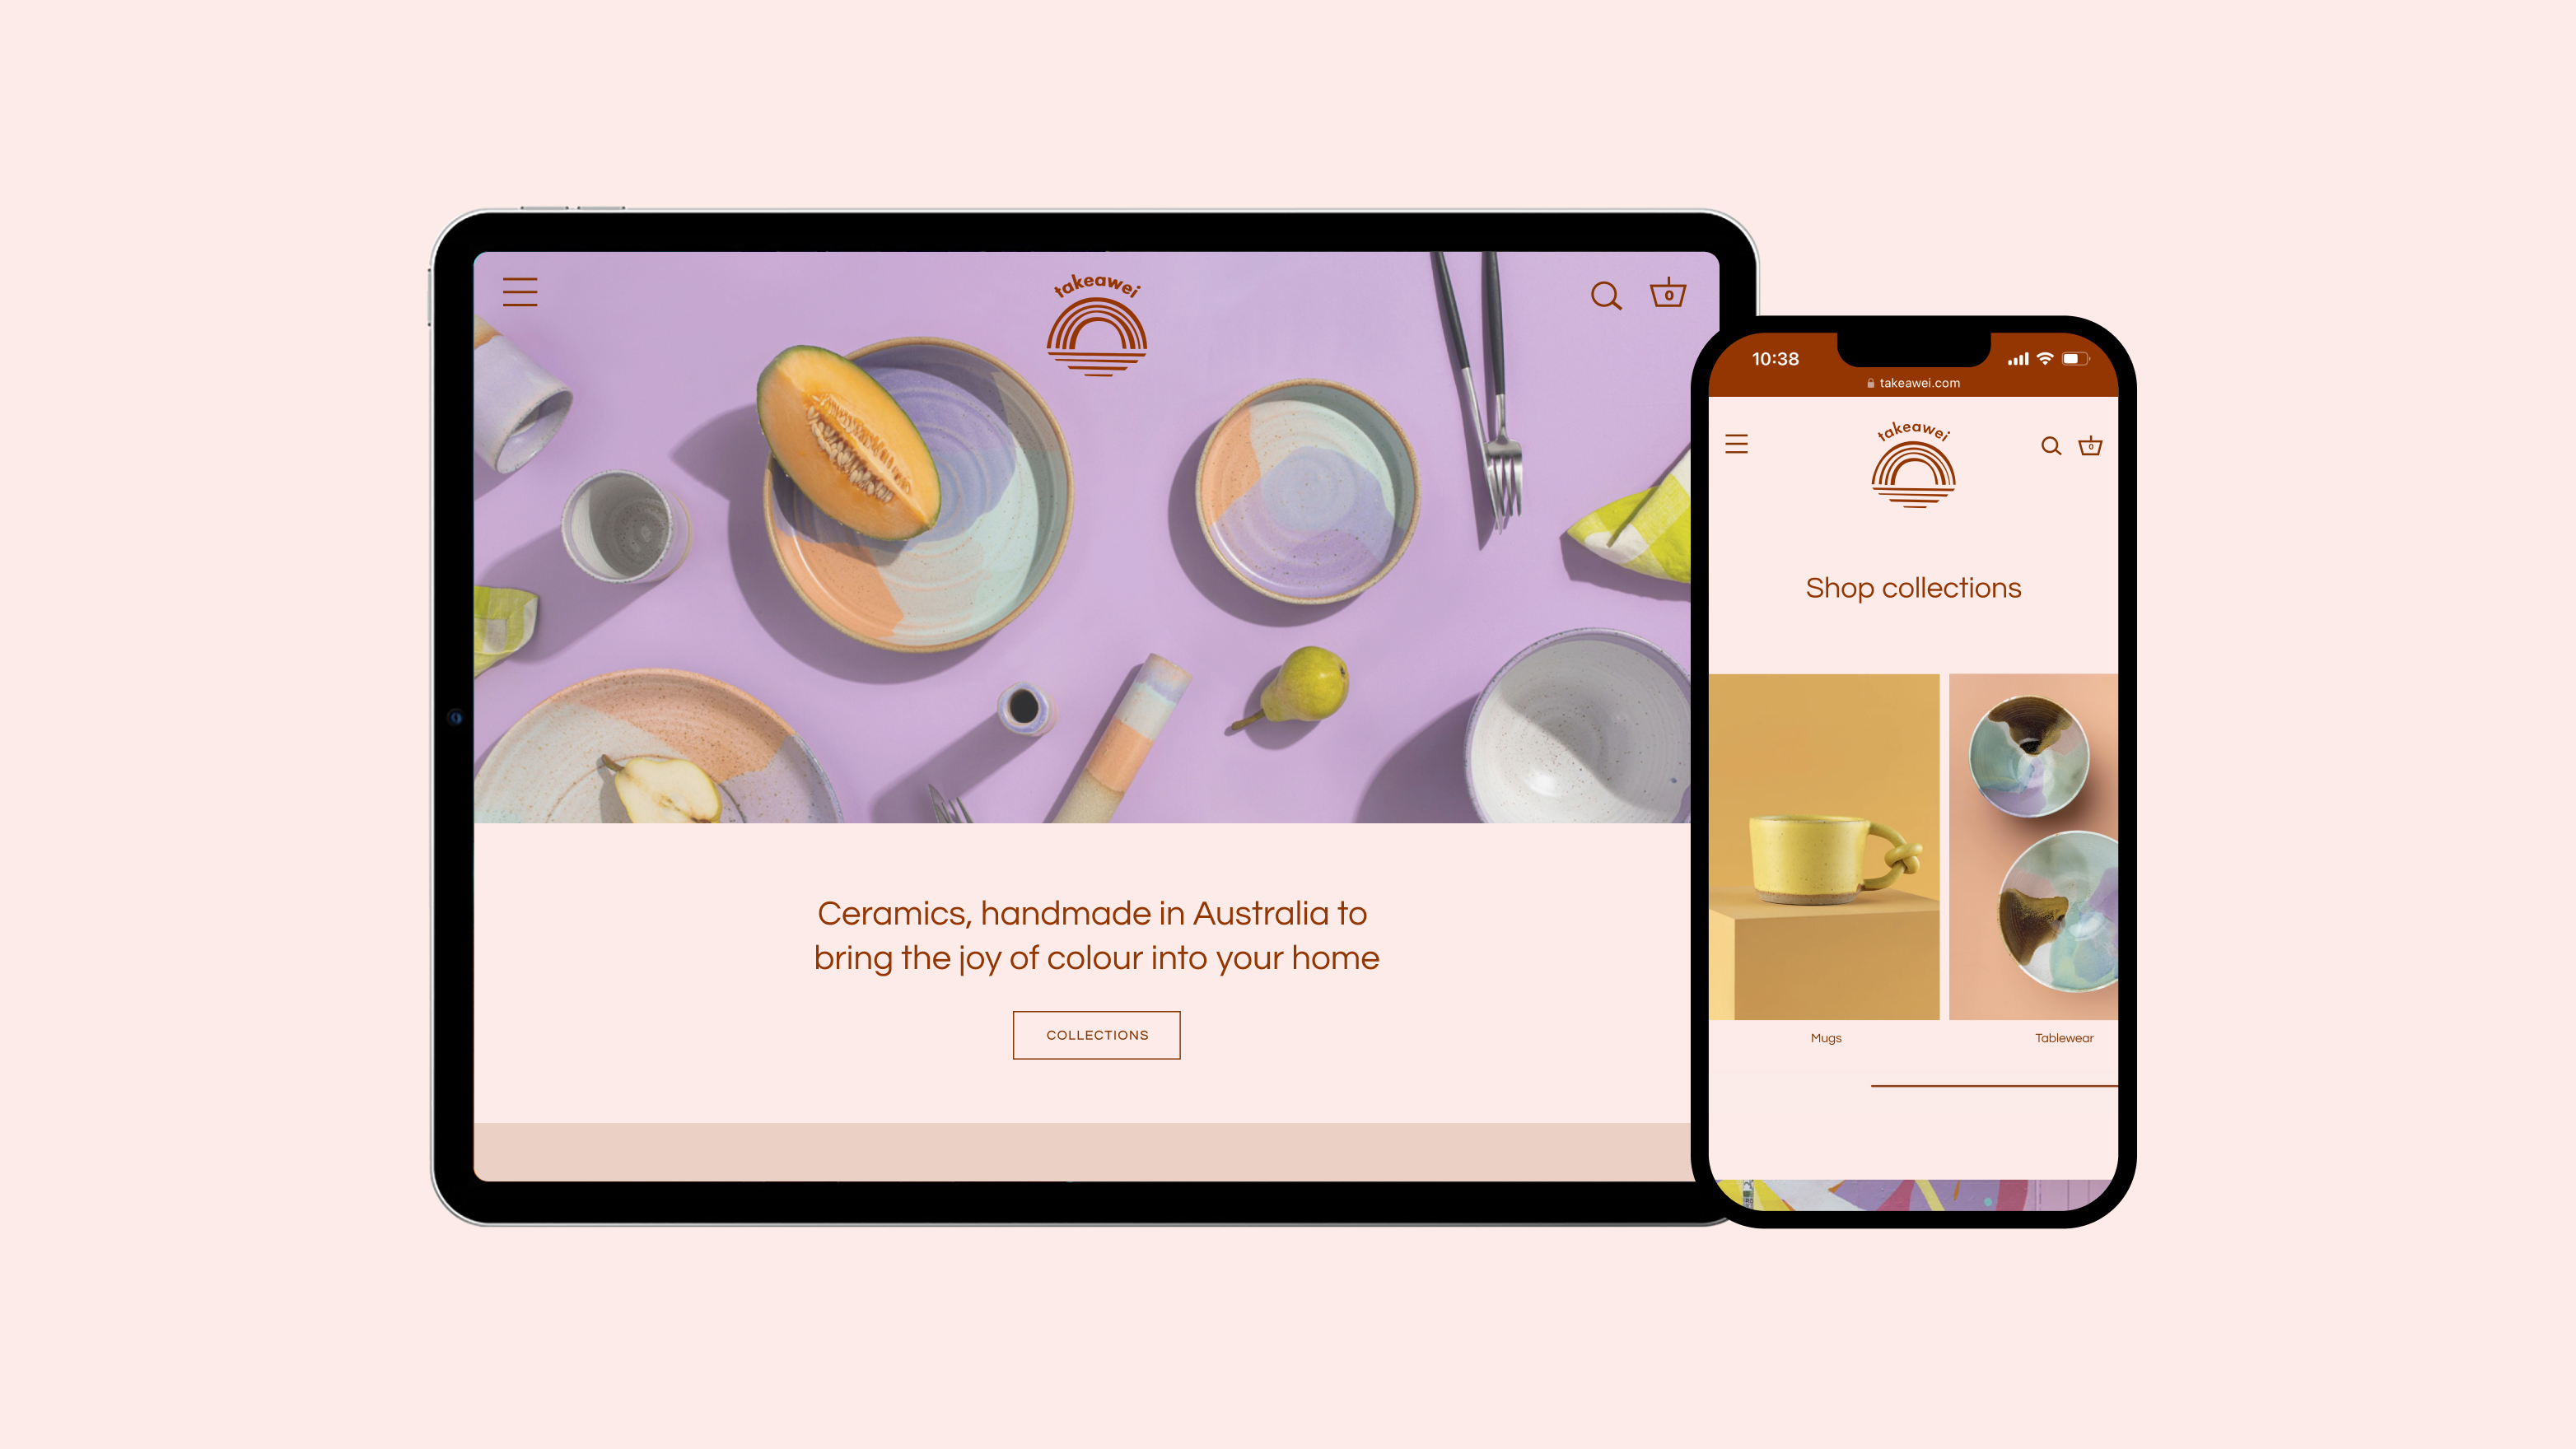 takeawei
0
Ceramics, handmade in Australia to
bring the joy of colour into your home
COLLECTIONS
10:38
takeawei.com
takeawei
0
Shop collections
Mugs
Tablewear